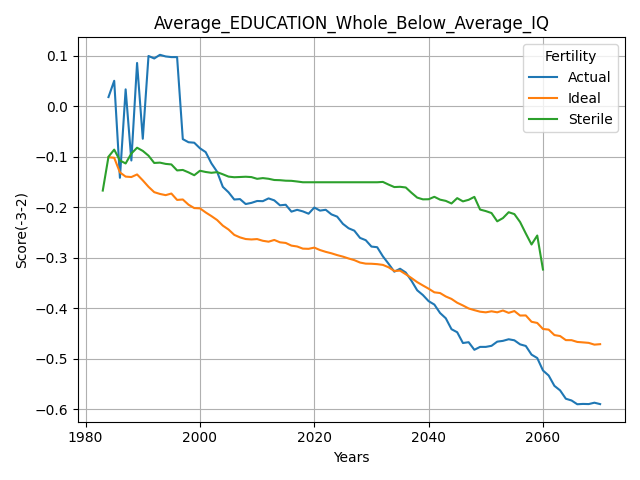 Average_EDUCATION_Whole_Below_Average_IQ
Fertility
Actual
Ideal
Sterile
Score(-3-2)
0.1
0.0
−0.1
−0.2
−0.3
−0.4
−0.5
−0.6
1980
2000
2020
2040
2060
Years